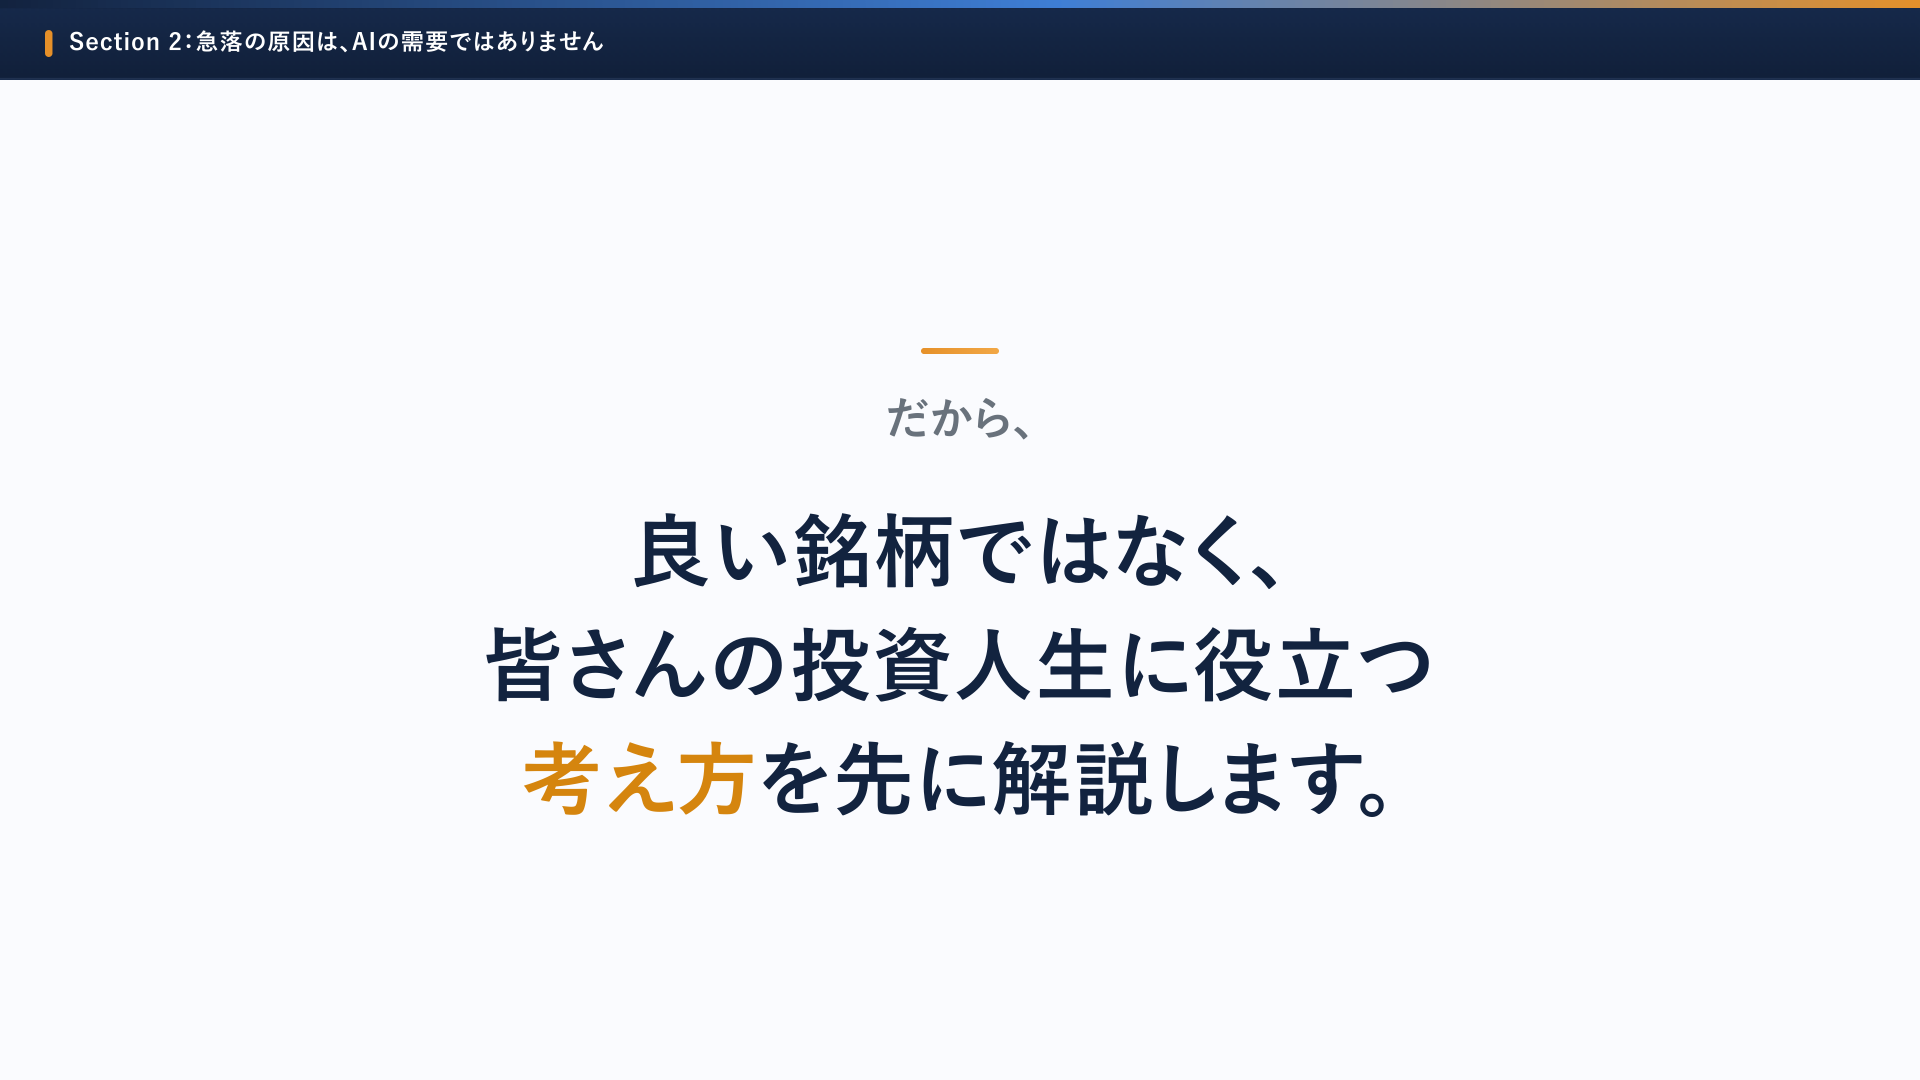 Section 2：急落の原因は、AIの需要ではありません
だから、
良い銘柄ではなく、
皆さんの投資人生に役立つ
考え方を先に解説します。